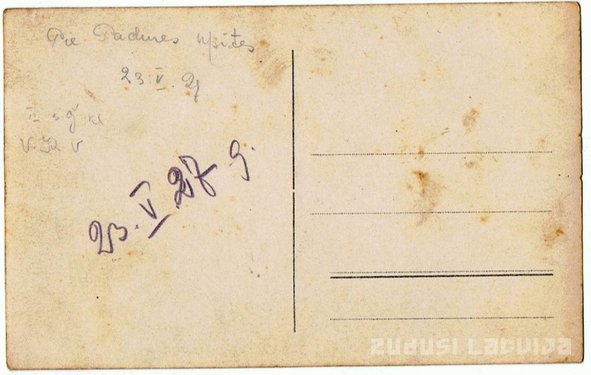 Pie Padures upītes
23 V. 27
V V
23. V 27 g.
zudusi Latvija